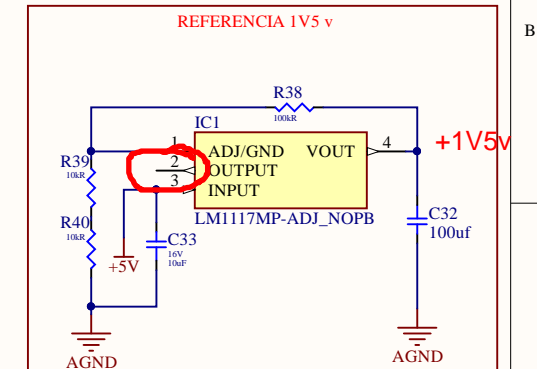 REFERENCIA 1V5 v
B
R38
100kR
IC1
1 ADJ/GND VOUT 4
+1V5v
2 OUTPUT
3 INPUT
R39
10kR
LM1117MP-ADJ_NOPB
R40
10kR
C32
100uf
C33
16V
10uF
+5V
AGND
AGND